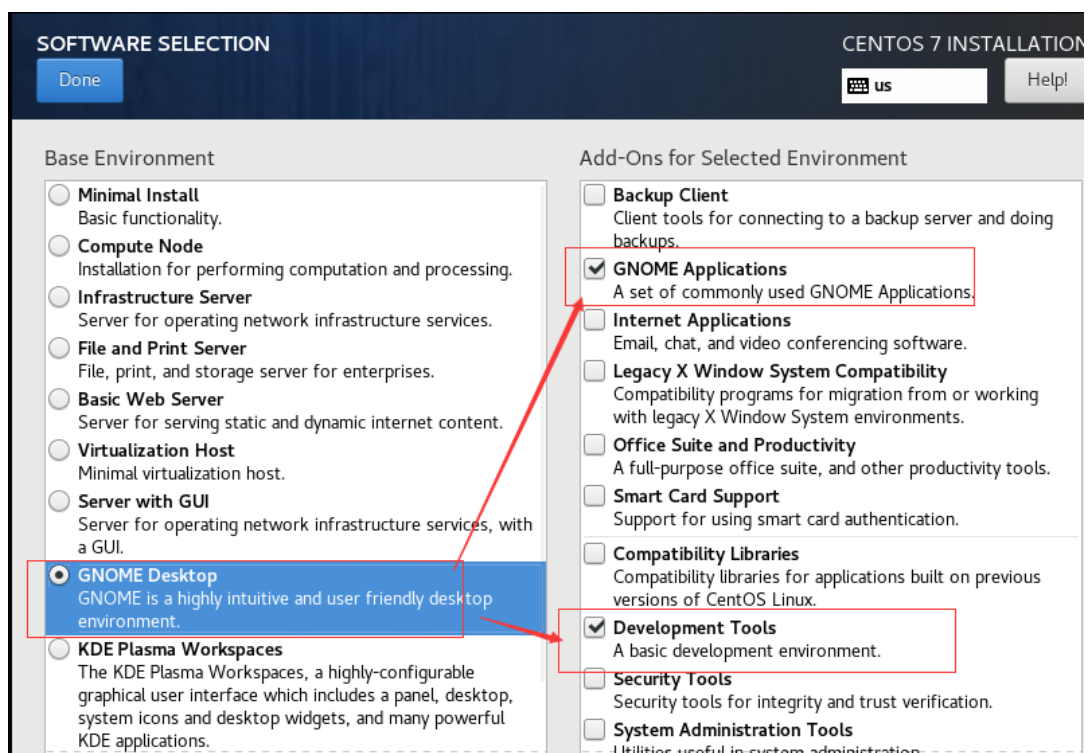 SOFTWARE SELECTION
CENTOS 7 INSTALLATION
Done
us
Help!
Base Environment
Minimal Install
Basic functionality.
Compute Node
Installation for performing computation and processing.
Infrastructure Server
Server for operating network infrastructure services.
File and Print Server
File, print, and storage server for enterprises.
Basic Web Server
Server for serving static and dynamic internet content.
Virtualization Host
Minimal virtualization host.
Server with GUI
Server for operating network infrastructure services, with
a GUI.
GNOME Desktop
GNOME is a highly intuitive and user friendly desktop
environment.
KDE Plasma Workspaces
The KDE Plasma Workspaces, a highly-configurable
graphical user interface which includes a panel, desktop,
system icons and desktop widgets, and many powerful
KDE applications.
Add-Ons for Selected Environment
Backup Client
Client tools for connecting to a backup server and doing
backups.
GNOME Applications
A set of commonly used GNOME Applications.
Internet Applications
Email, chat, and video conferencing software.
Legacy X Window System Compatibility
Compatibility programs for migration from or working
with legacy X Window System environments.
Office Suite and Productivity
A full-purpose office suite, and other productivity tools.
Smart Card Support
Support for using smart card authentication.
Compatibility Libraries
Compatibility libraries for applications built on previous
versions of CentOS Linux.
Development Tools
A basic development environment.
Security Tools
Security tools for integrity and trust verification.
System Administration Tools
Utilities useful in system administration.